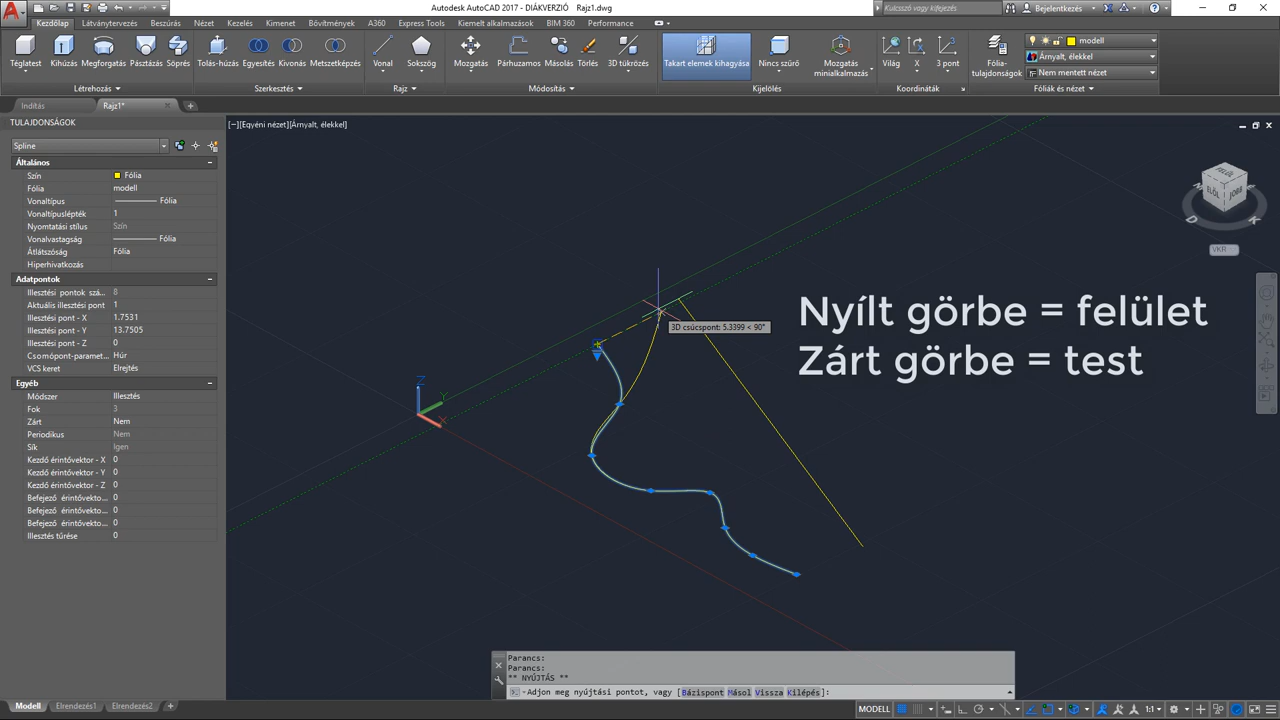 Autodesk AutoCAD 2017 - DIÁKVERZIÓ Rajz1.dwg
Kulcsszó vagy kifejezés
Bejelentkezés
Kezdőlap Látványtervezés Bázisrész Nézet Kezelés Kimenet Bővítmények A360 Express Tools Kiemelt alkalmazások BIM 360 Performance
Téglatest Kihúzás Megforgatás Pásztázás Söprés Tolás-húzás Egyesítés Kivonás Metszetképzés Vonal Sokszög Mozgatás Párhuzamos Másolás Törlés 3D tükrözés Takart elemek kihagyása Nincs szűrő Mozgatás minialkalmazás Világ X 3 pont Fólia-tulajdonságok
modell
Árnyalt, élekkel
Nem mentett nézet
Létrehozás Szerkesztés Rajz Módosítás Kijelölés Koordináták Fóliák és nézet
Indítás Rajz1*
TULAJDONSÁGOK
[−][Egyéni nézet][Árnyalt, élekkel]
Spline
Általános
Szín Fólia
Fólia modell
Vonaltípus Fólia
Vonaltípuslépték 1
Nyomtatási stílus Szín
Vonalvastagság Fólia
Átlátszóság Fólia
Hiperhivatkozás
Adatpontok
Illesztési pontok szá... 8
Aktuális illesztési pont 1
Illesztési pont - X 1.7531
Illesztési pont - Y 13.7505
Illesztési pont - Z 0
Csomópont-paramet... Húr
VCS keret Elrejtés
Egyéb
Módszer Illesztés
Fok 3
Zárt Nem
Periodikus Nem
Sík Igen
Kezdő érintővektor - X 0
Kezdő érintővektor - Y 0
Kezdő érintővektor - Z 0
Befejező érintővekto... 0
Befejező érintővekto... 0
Befejező érintővekto... 0
Illesztés tűrése 0
ELÖL JOBB
D K
VKR
3D csúcspont: 5.3399 < 90°
Nyílt görbe = felület
Zárt görbe = test
Z
Y
X
Parancs:
Parancs:
** NYÚJTÁS **
Adjon meg nyújtási pontot, vagy [Bázispont Másol Vissza Kilépés]:
Modell Elrendezés1 Elrendezés2
MODELL 1:1